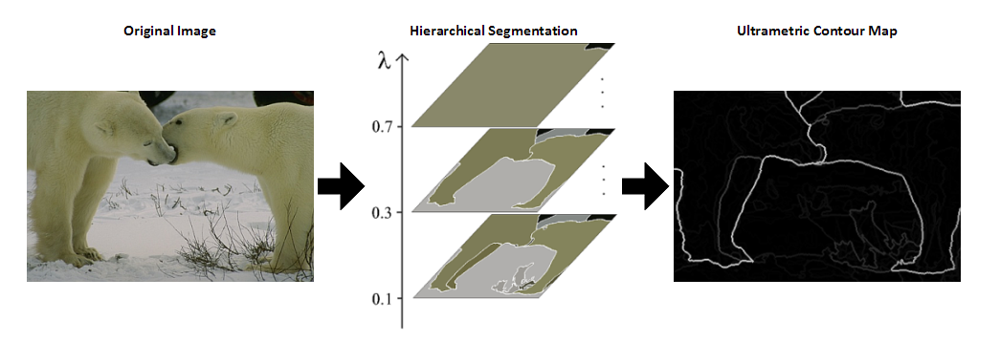 Original Image
Hierarchical Segmentation
Ultrametric Contour Map
λ
0.7
0.3
0.1